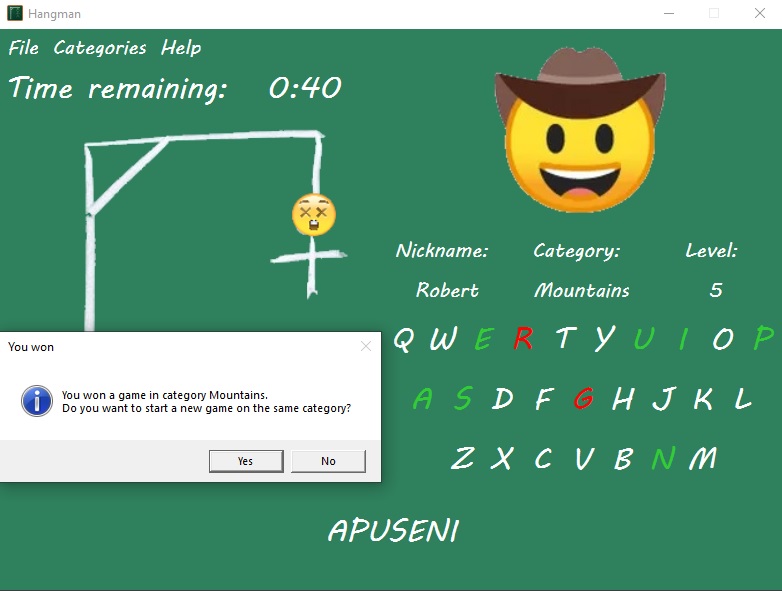 Hangman
File Categories Help
Time remaining: 0:40
Nickname: Category: Level:
Robert Mountains 5
You won
You won a game in category Mountains.
Do you want to start a new game on the same category?
Yes No
Q W E R T Y U I O P
A S D F G H J K L
Z X C V B N M
APUSENI